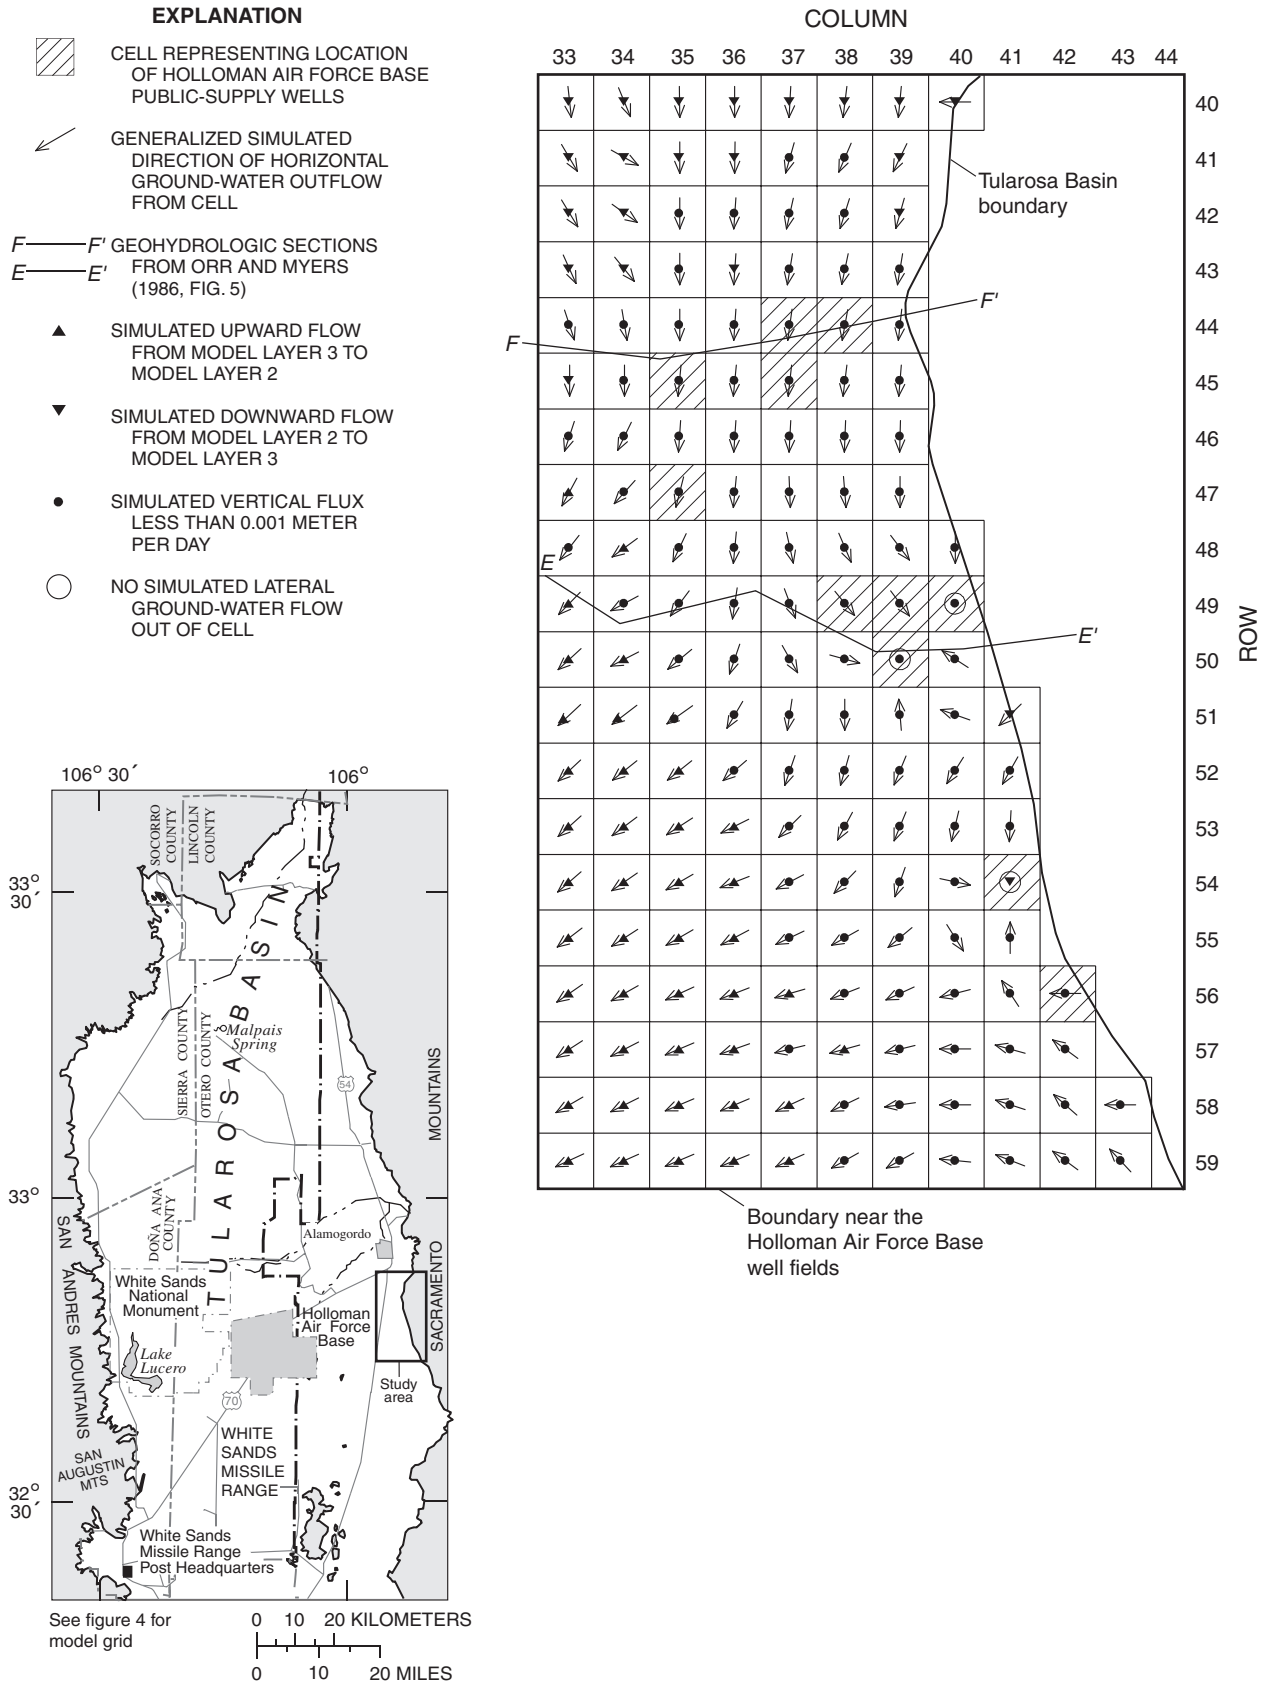 EXPLANATION
CELL REPRESENTING LOCATION
OF HOLLOMAN AIR FORCE BASE
PUBLIC-SUPPLY WELLS
GENERALIZED SIMULATED
DIRECTION OF HORIZONTAL
GROUND-WATER OUTFLOW
FROM CELL
F F' GEOHYDROLOGIC SECTIONS
E E' FROM ORR AND MYERS
(1986, FIG. 5)
SIMULATED UPWARD FLOW
FROM MODEL LAYER 3 TO
MODEL LAYER 2
SIMULATED DOWNWARD FLOW
FROM MODEL LAYER 2 TO
MODEL LAYER 3
SIMULATED VERTICAL FLUX
LESS THAN 0.001 METER
PER DAY
NO SIMULATED LATERAL
GROUND-WATER FLOW
OUT OF CELL
COLUMN
33 34 35 36 37 38 39 40 41 42 43 44
40
41
Tularosa Basin
boundary
42
43
F'
44
F
45
46
47
48
E
49
ROW
E'
50
51
52
53
54
55
56
57
58
59
Boundary near the
Holloman Air Force Base
well fields
106° 30´ 106°
SOCORRO
COUNTY
LINCOLN
COUNTY
33°
30´
TULAROSA BASIN
Malpais
Spring
SIERRA COUNTY
OTERO COUNTY
54
MOUNTAINS
33°
DOÑA ANA
COUNTY
Alamogordo
SAN ANDRES MOUNTAINS
White Sands
National
Monument
SACRAMENTO
Holloman
Air Force
Base
Lake
Lucero
Study
area
70
WHITE
SANDS
MISSILE
RANGE
SAN
AUGUSTIN
MTS
32°
30´
White Sands
Missile Range
Post Headquarters
See figure 4 for
model grid
0 10 20 KILOMETERS
0 10 20 MILES